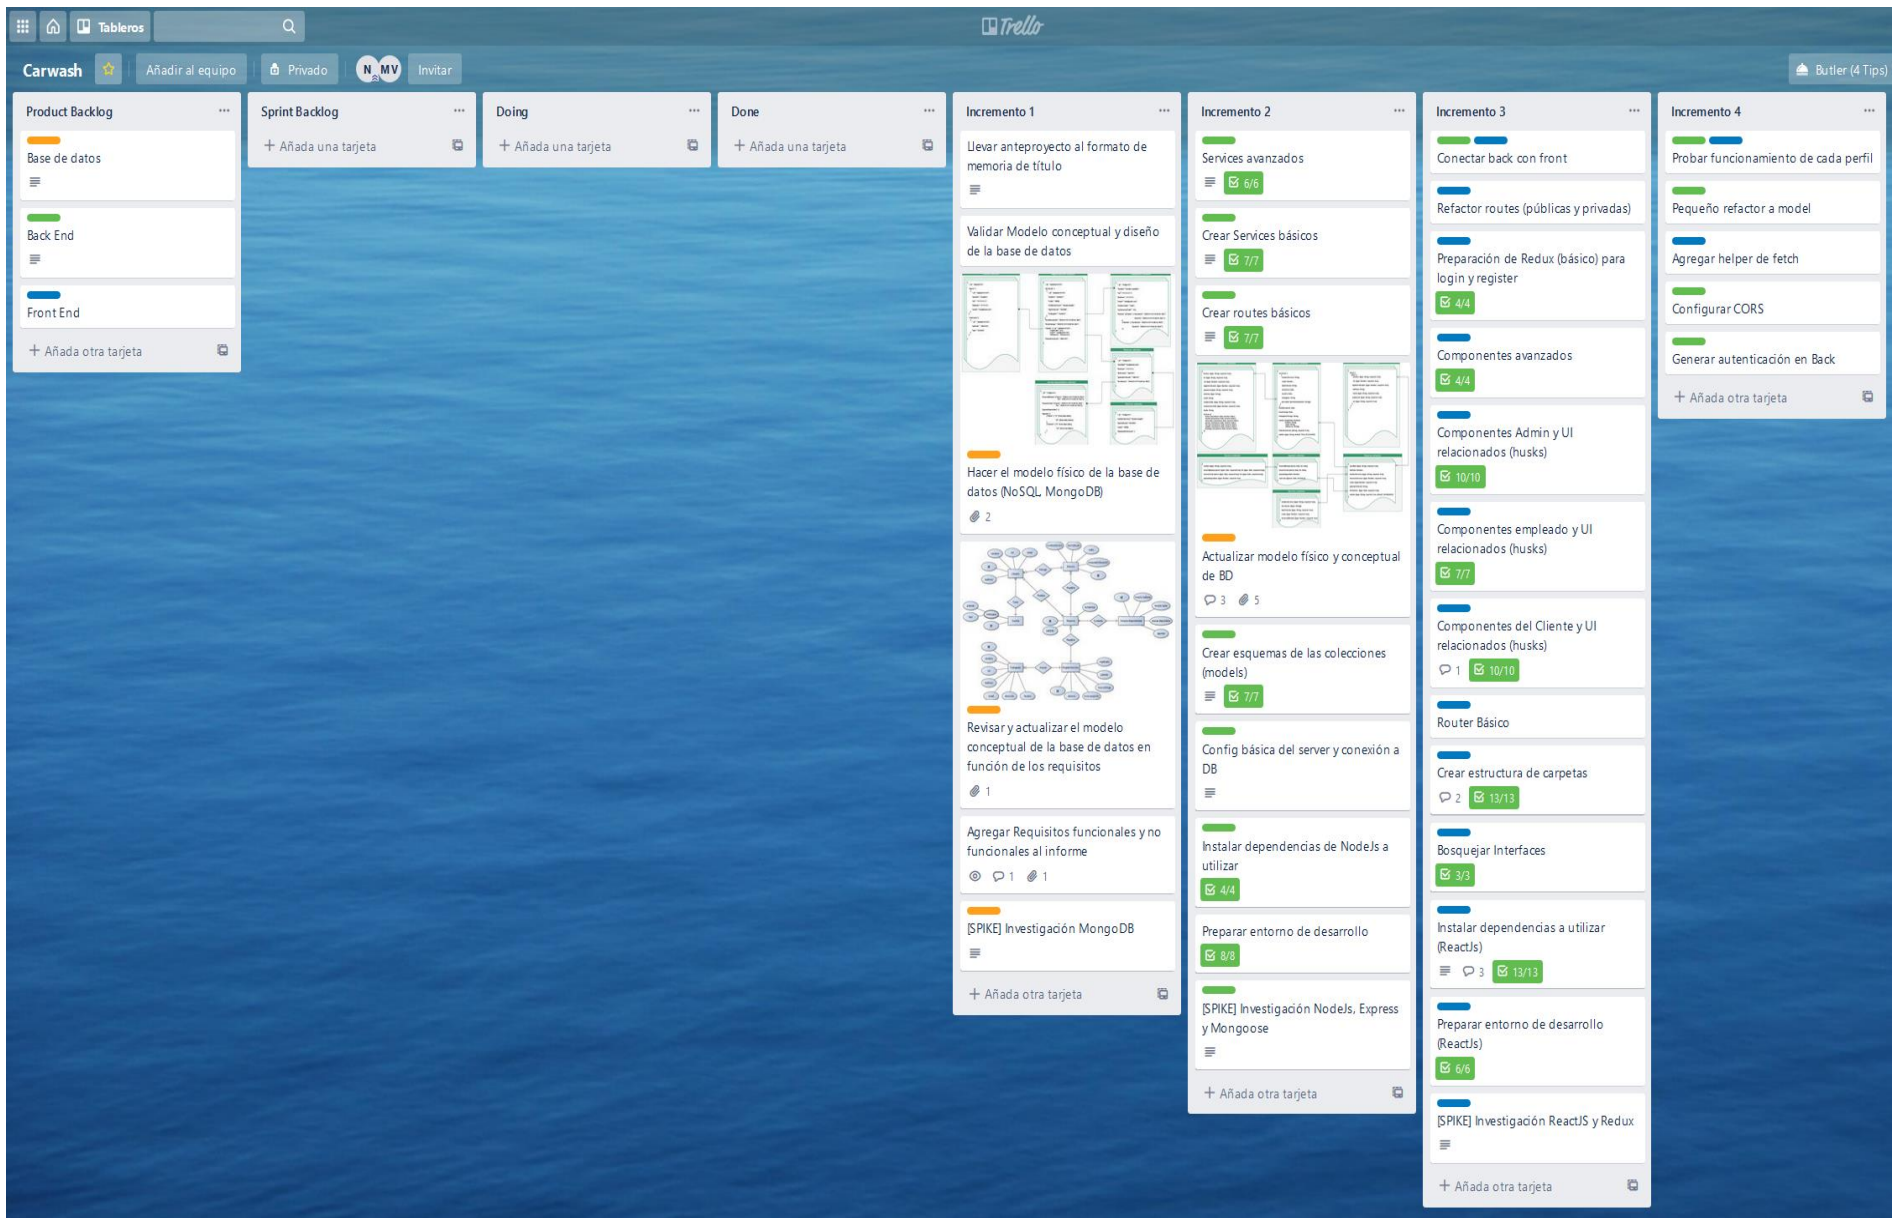 Tableros
Trello
Carwash
Añadir al equipo
Privado
N
MV
Invitar
Butler (4 Tips)
Product Backlog
Base de datos
Back End
Front End
+ Añada otra tarjeta
Sprint Backlog
+ Añada una tarjeta
Doing
+ Añada una tarjeta
Done
+ Añada una tarjeta
Incremento 1
Llevar anteproyecto al formato de
memoria de título
Validar Modelo conceptual y diseño
de la base de datos
Hacer el modelo físico de la base de
datos (NoSQL, MongoDB)
2
Revisar y actualizar el modelo
conceptual de la base de datos en
función de los requisitos
1
Agregar Requisitos funcionales y no
funcionales al informe
1 1
[SPIKE] Investigación MongoDB
+ Añada otra tarjeta
Incremento 2
Services avanzados
6/6
Crear Services básicos
7/7
Crear routes básicos
7/7
Actualizar modelo físico y conceptual
de BD
3 5
Crear esquemas de las colecciones
(models)
7/7
Config básica del server y conexión a
DB
Instalar dependencias de NodeJs a
utilizar
4/4
Preparar entorno de desarrollo
8/8
[SPIKE] Investigación NodeJs, Express
y Mongoose
+ Añada otra tarjeta
Incremento 3
Conectar back con front
Refactor routes (públicas y privadas)
Preparación de Redux (básico) para
login y register
4/4
Componentes avanzados
4/4
Componentes Admin y UI
relacionados (husks)
10/10
Componentes empleado y UI
relacionados (husks)
7/7
Componentes del Cliente y UI
relacionados (husks)
1 10/10
Router Básico
Crear estructura de carpetas
2 13/13
Bosquejar Interfaces
3/3
Instalar dependencias a utilizar
(ReactJs)
3 13/13
Preparar entorno de desarrollo
(ReactJs)
6/6
[SPIKE] Investigación ReactJS y Redux
+ Añada otra tarjeta
Incremento 4
Probar funcionamiento de cada perfil
Pequeño refactor a model
Agregar helper de fetch
Configurar CORS
Generar autenticación en Back
+ Añada otra tarjeta